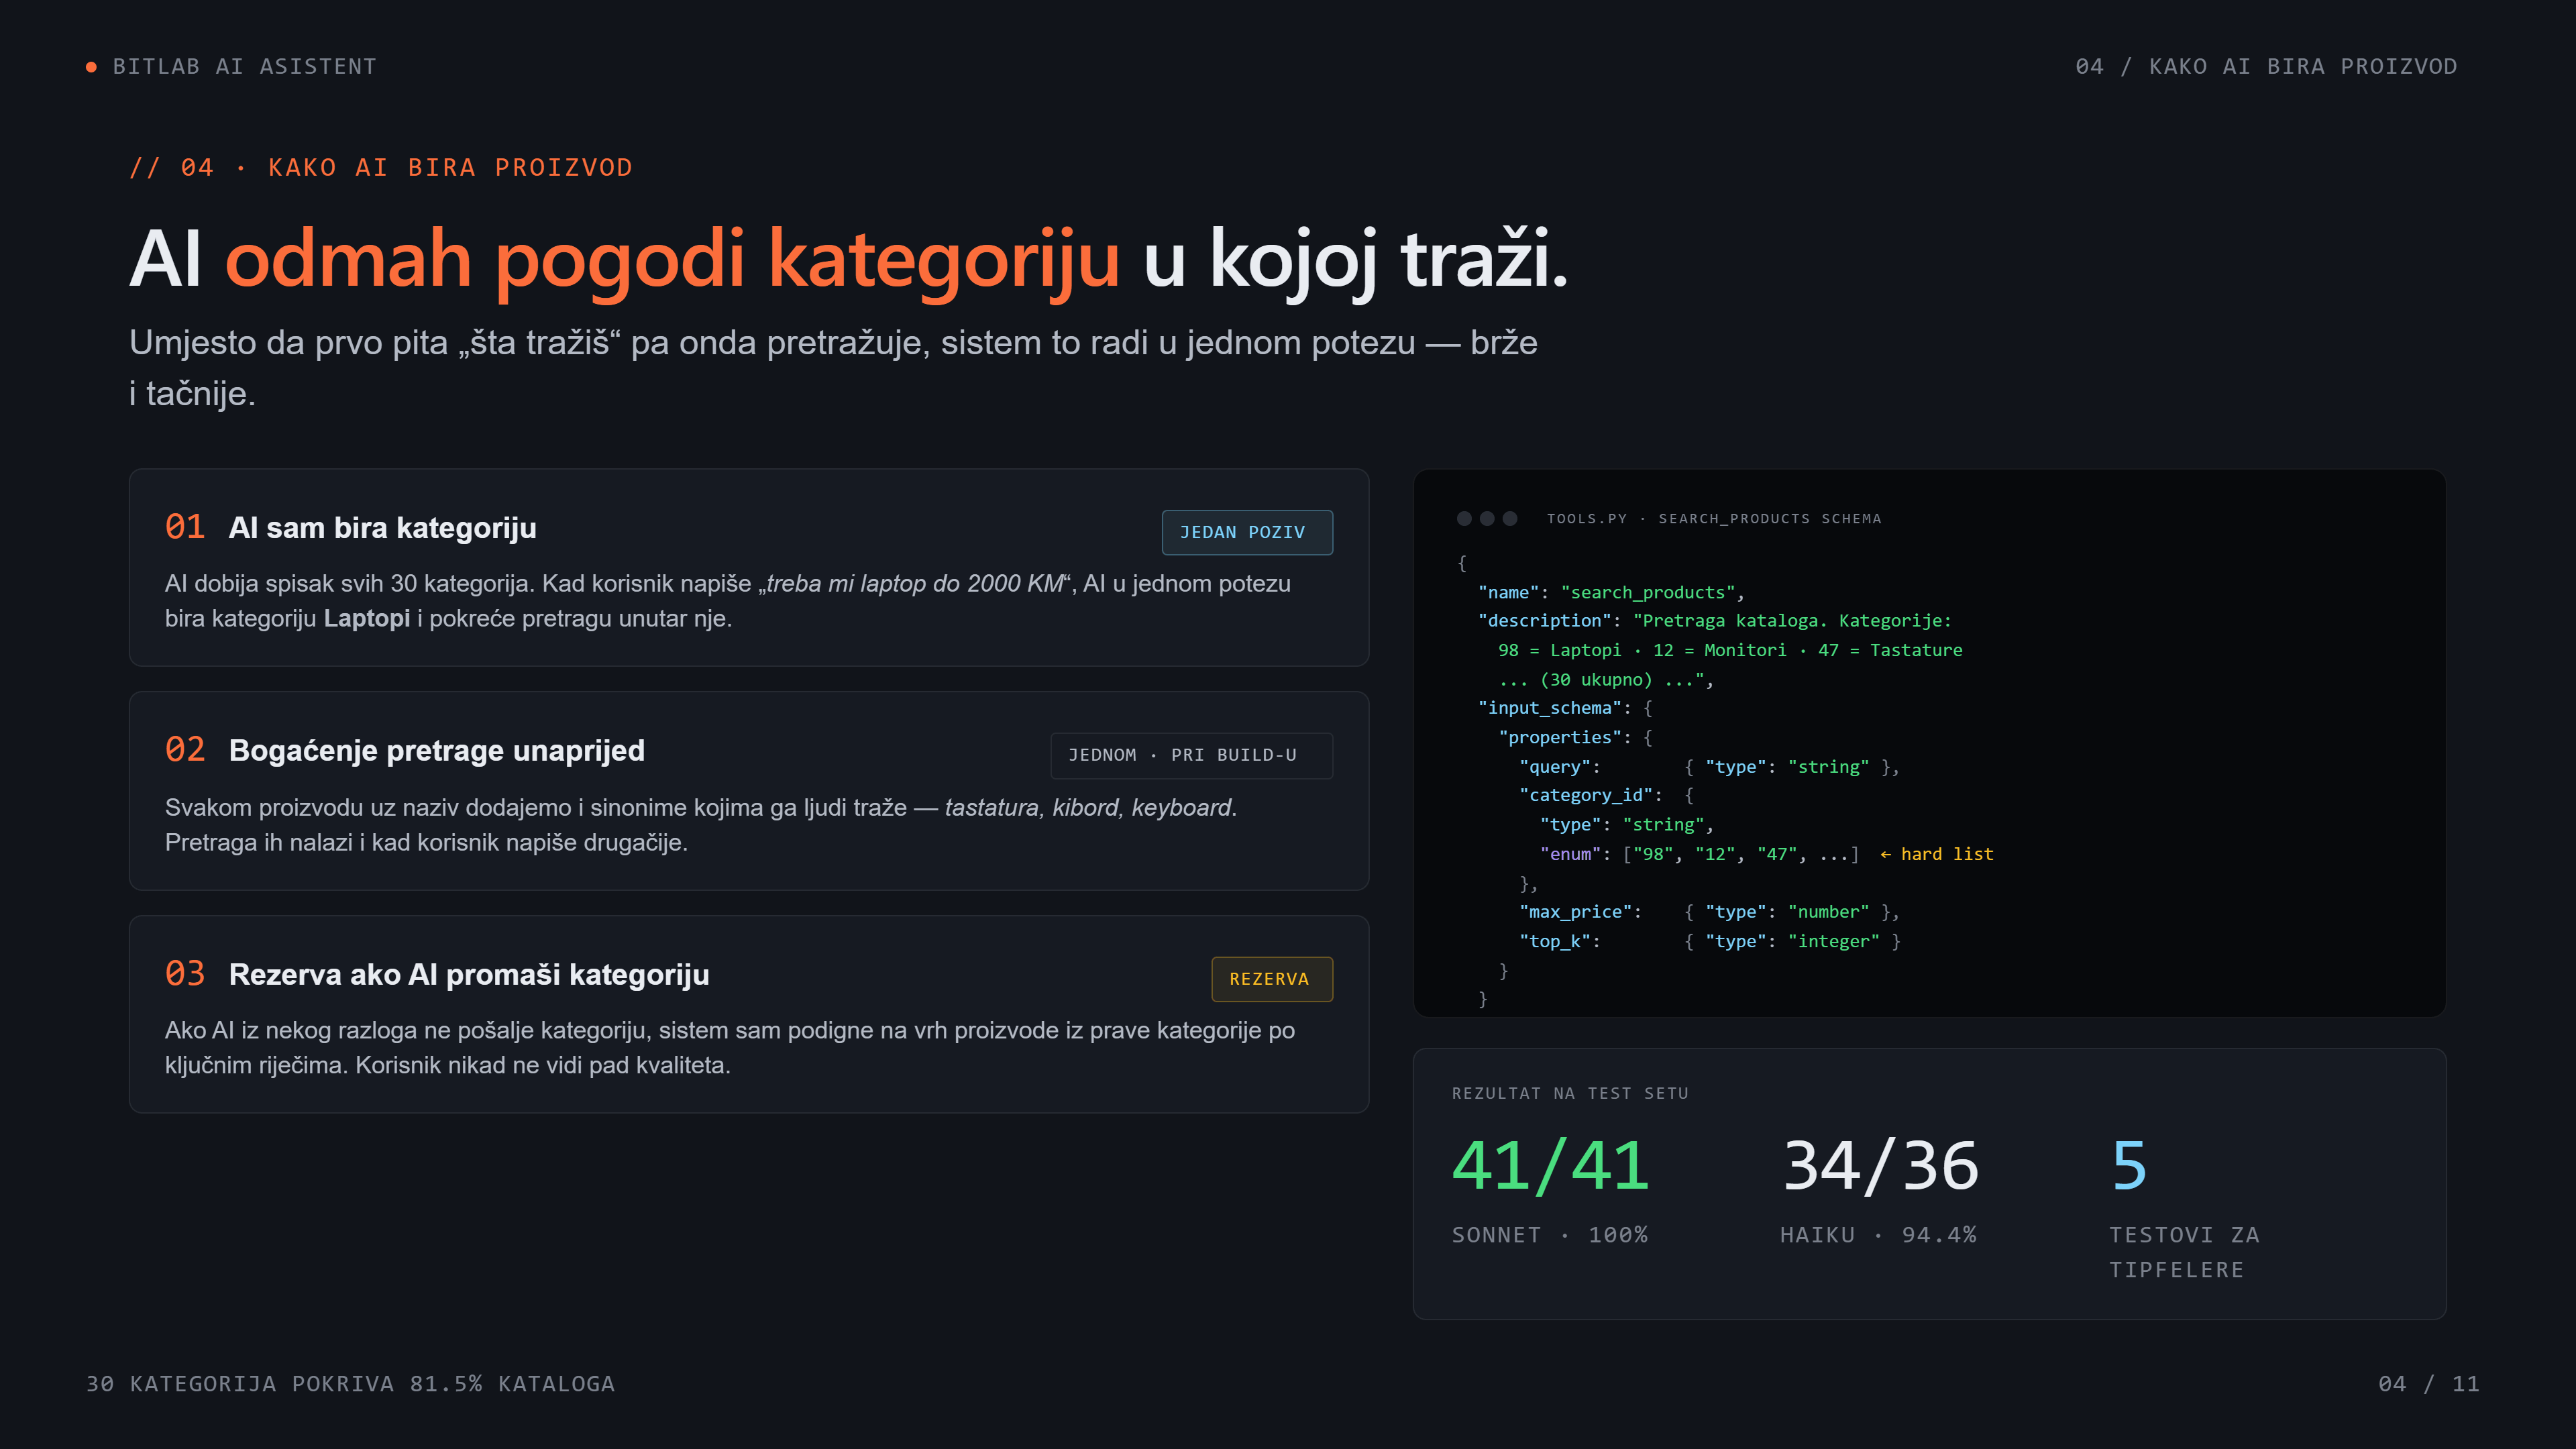 BITLAB AI ASISTENT
04 / KAKO AI BIRA PROIZVOD
// 04 · KAKO AI BIRA PROIZVOD
AI odmah pogodi kategoriju u kojoj traži.
Umjesto da prvo pita „šta tražiš“ pa onda pretražuje, sistem to radi u jednom potezu — brže
i tačnije.
01 AI sam bira kategoriju
JEDAN POZIV
AI dobija spisak svih 30 kategorija. Kad korisnik napiše „treba mi laptop do 2000 KM“, AI u jednom potezu
bira kategoriju Laptopi i pokreće pretragu unutar nje.
02 Bogaćenje pretrage unaprijed
JEDNOM · PRI BUILD-U
Svakom proizvodu uz naziv dodajemo i sinonime kojima ga ljudi traže — tastatura, kibord, keyboard.
Pretraga ih nalazi i kad korisnik napiše drugačije.
03 Rezerva ako AI promaši kategoriju
REZERVA
Ako AI iz nekog razloga ne pošalje kategoriju, sistem sam podigne na vrh proizvode iz prave kategorije po
ključnim riječima. Korisnik nikad ne vidi pad kvaliteta.
TOOLS.PY · SEARCH_PRODUCTS SCHEMA
{
"name": "search_products",
"description": "Pretraga kataloga. Kategorije:
98 = Laptopi · 12 = Monitori · 47 = Tastature
... (30 ukupno) ...",
"input_schema": {
"properties": {
"query": { "type": "string" },
"category_id": {
"type": "string",
"enum": ["98", "12", "47", ...] ← hard list
},
"max_price": { "type": "number" },
"top_k": { "type": "integer" }
}
}
REZULTAT NA TEST SETU
41/41
SONNET · 100%
34/36
HAIKU · 94.4%
5
TESTOVI ZA
TIPFELERE
30 KATEGORIJA POKRIVA 81.5% KATALOGA
04 / 11